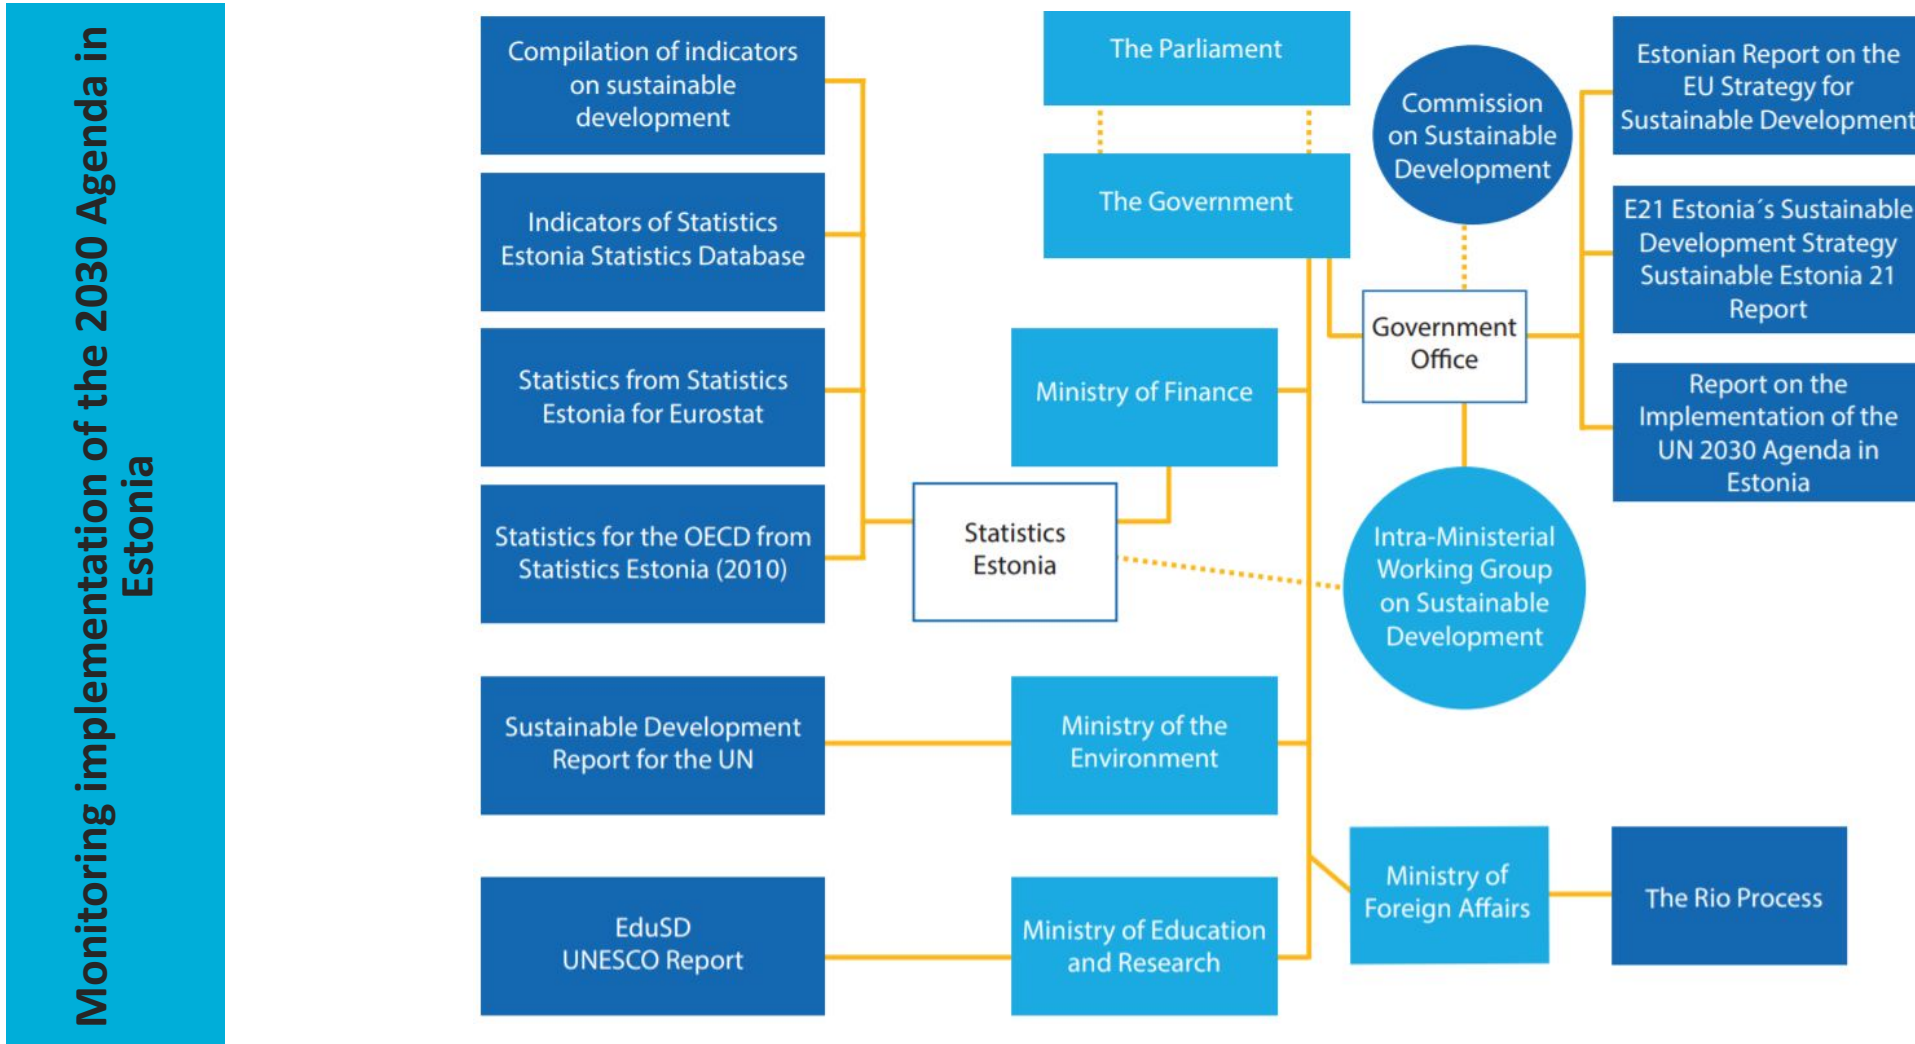 Monitoring implementation of the 2030 Agenda in
Estonia
Compilation of indicators
on sustainable
development
Indicators of Statistics
Estonia Statistics Database
Statistics from Statistics
Estonia for Eurostat
Statistics for the OECD from
Statistics Estonia (2010)
Sustainable Development
Report for the UN
EduSD
UNESCO Report
The Parliament
The Government
Ministry of Finance
Statistics
Estonia
Ministry of the
Environment
Ministry of Education
and Research
Commission
on Sustainable
Development
Government
Office
Intra-Ministerial
Working Group
on Sustainable
Development
Ministry of
Foreign Affairs
Estonian Report on the
EU Strategy for
Sustainable Development
E21 Estonia´s Sustainable
Development Strategy
Sustainable Estonia 21
Report
Report on the
Implementation of the
UN 2030 Agenda in
Estonia
The Rio Process